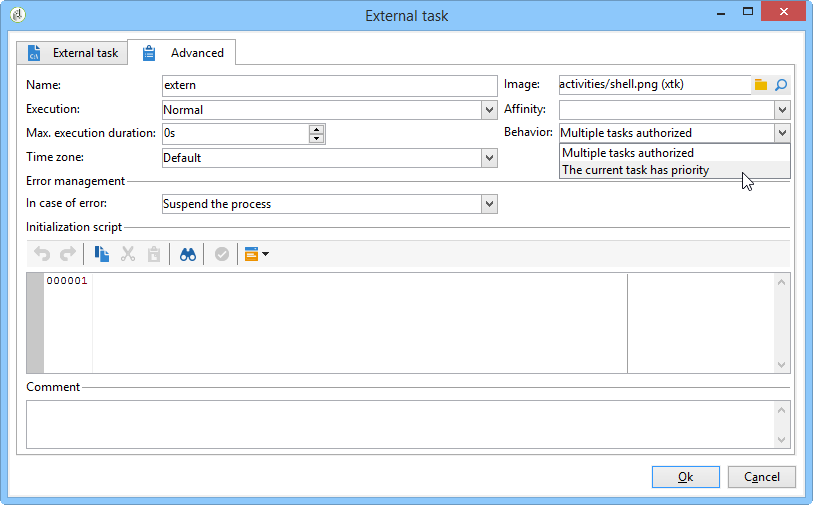 External task
External task Advanced
Name: extern Image: activities/shell.png (xtk)
Execution: Normal Affinity:
Max. execution duration: 0s Behavior: Multiple tasks authorized
Time zone: Default Multiple tasks authorized
The current task has priority
Error management
In case of error: Suspend the process
Initialization script
000001
Comment
Ok Cancel